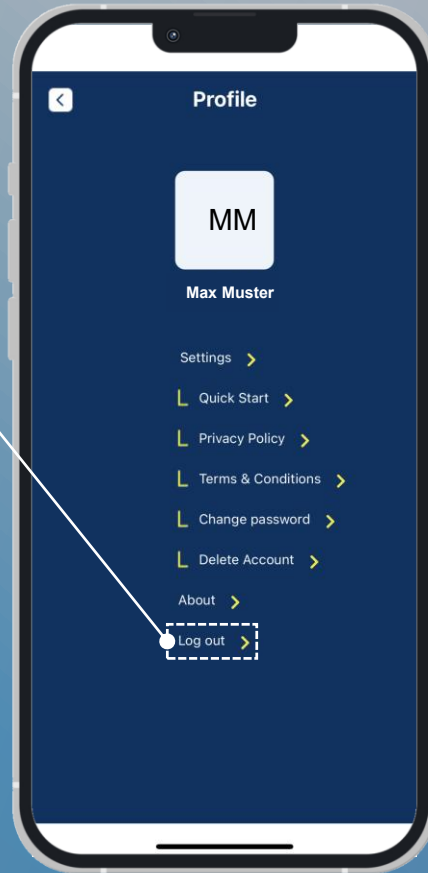 Profile
MM
Max Muster
Settings
Quick Start
Privacy Policy
Terms & Conditions
Change password
Delete Account
About
Log out